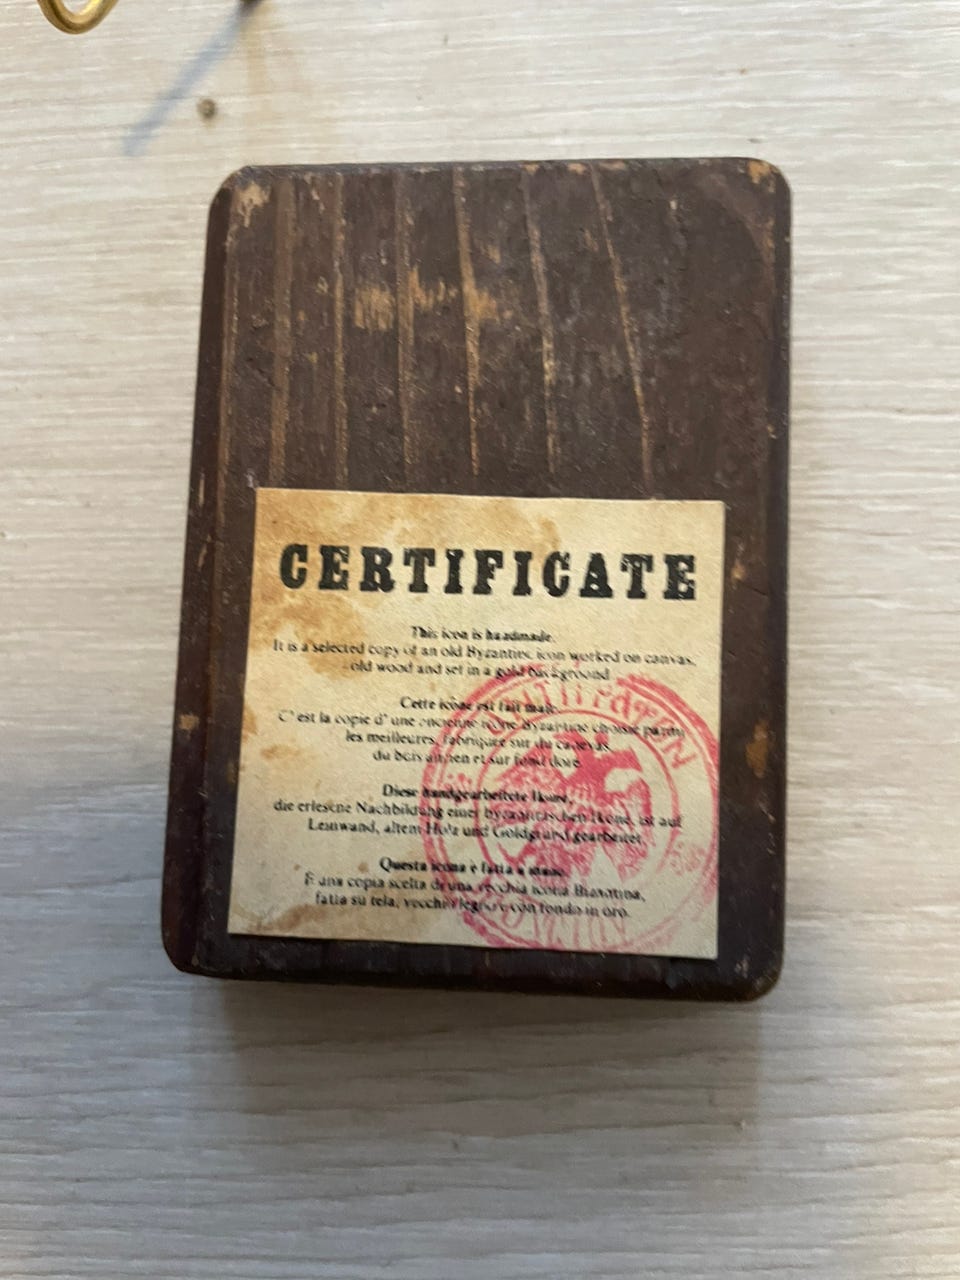 CERTIFICATE
This icon is handmade.
It is a selected copy of an old Byzantine icon worked on canvas,
old wood and set in a gold background
Cette icône est fait main.
C' est la copie d' une ancienne icône Byzantine choisie parmi
les meilleures, fabriquée sur du canevas,
du bois ancien et sur fond doré
Diese handgearbeitete Ikone,
die erlesene Nachbildung einer byzantinischen Ikone, ist auf
Leinwand, altem Holz und Goldgrund gearbeitet.
Questa icona è fatta a mano.
È una copia scelta di una vecchia icona Bizantina,
fatta su tela, vecchio legno e con fondo in oro.